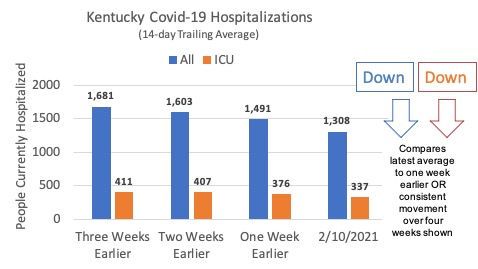 Kentucky Covid-19 Hospitalizations
(14-day Trailing Average)
All ICU
People Currently Hospitalized
2000
1500
1000
500
0
1,681
411
1,603
407
1,491
376
1,308
337
Three Weeks
Earlier
Two Weeks
Earlier
One Week
Earlier
2/10/2021
Down
Down
Compares
latest average
to one week
earlier OR
consistent
movement
over four
weeks shown